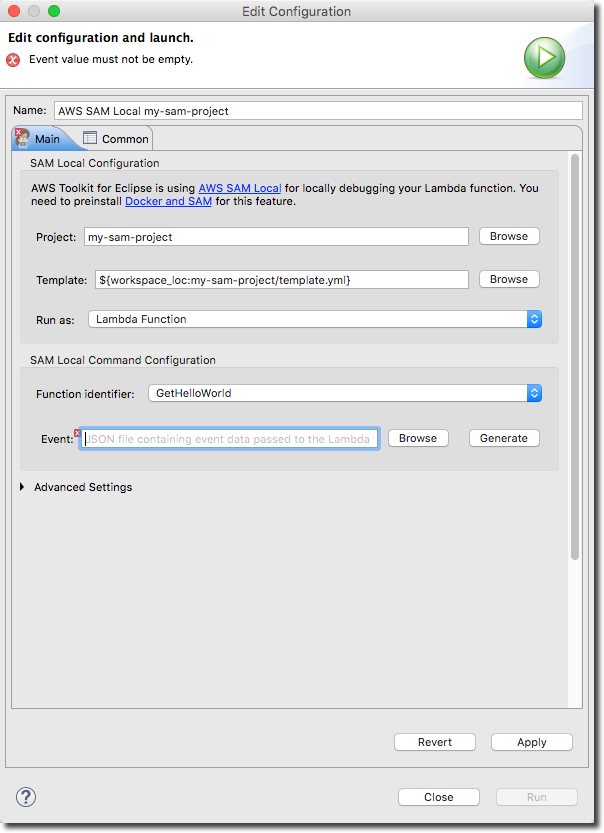 Edit Configuration
Edit configuration and launch.
Event value must not be empty.
Name: AWS SAM Local my-sam-project
Main Common
SAM Local Configuration
AWS Toolkit for Eclipse is using AWS SAM Local for locally debugging your Lambda function. You
need to preinstall Docker and SAM for this feature.
Project: my-sam-project Browse
Template: ${workspace_loc:my-sam-project/template.yml} Browse
Run as: Lambda Function
SAM Local Command Configuration
Function identifier: GetHelloWorld
Event: JSON file containing event data passed to the Lambda Browse Generate
Advanced Settings
Revert Apply
? Close Run